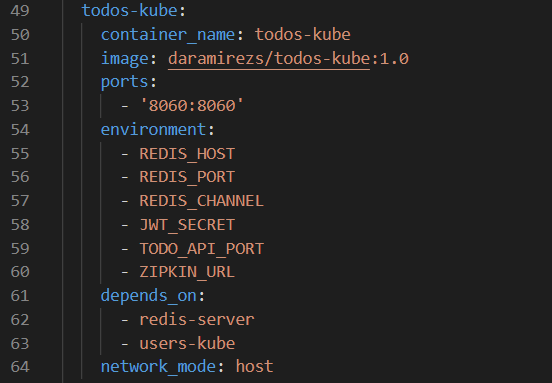 49 todos-kube:
50 container_name: todos-kube
51 image: daramirezs/todos-kube:1.0
52 ports:
53 - '8060:8060'
54 environment:
55 - REDIS_HOST
56 - REDIS_PORT
57 - REDIS_CHANNEL
58 - JWT_SECRET
59 - TODO_API_PORT
60 - ZIPKIN_URL
61 depends_on:
62 - redis-server
63 - users-kube
64 network_mode: host